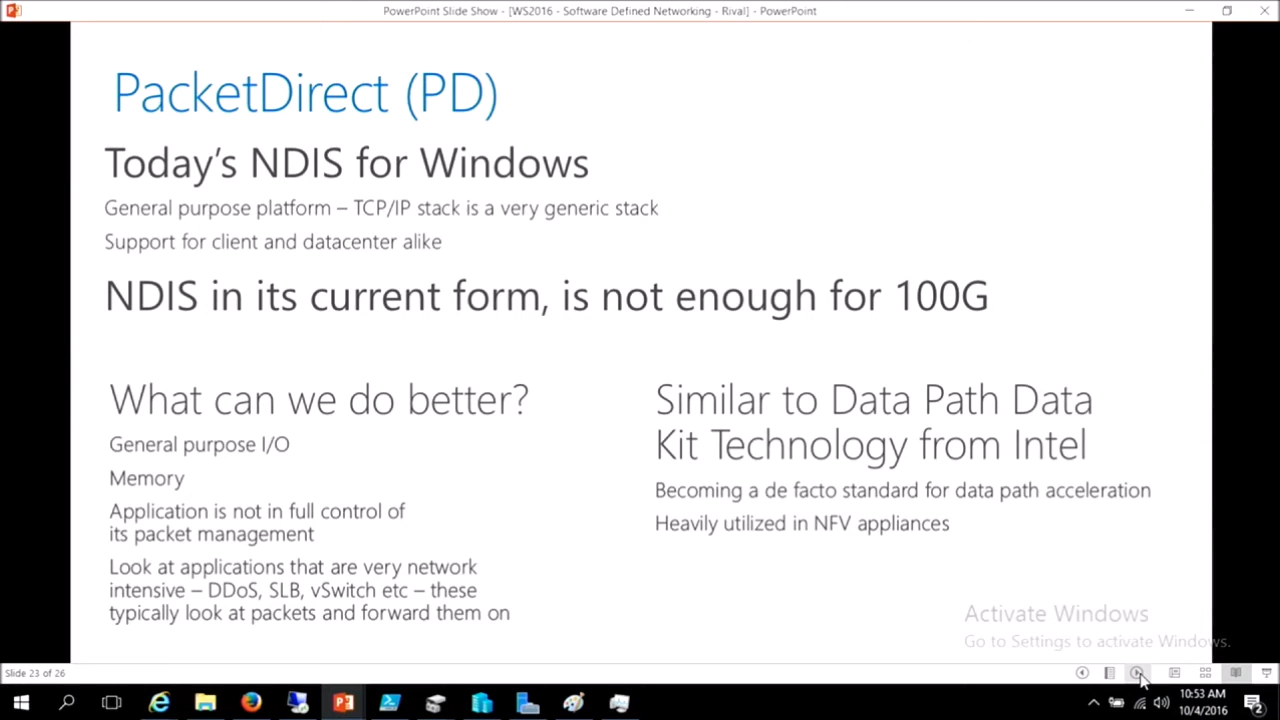 PowerPoint Slide Show - [WS2016 - Software Defined Networking - Rival] - PowerPoint
PacketDirect (PD)
Today's NDIS for Windows
General purpose platform – TCP/IP stack is a very generic stack
Support for client and datacenter alike
NDIS in its current form, is not enough for 100G
What can we do better?
General purpose I/O
Memory
Application is not in full control of
its packet management
Look at applications that are very network
intensive – DDoS, SLB, vSwitch etc – these
typically look at packets and forward them on
Similar to Data Path Data
Kit Technology from Intel
Becoming a de facto standard for data path acceleration
Heavily utilized in NFV appliances
Activate Windows
Go to Settings to activate Windows.
Slide 23 of 26
10:53 AM
10/4/2016
2